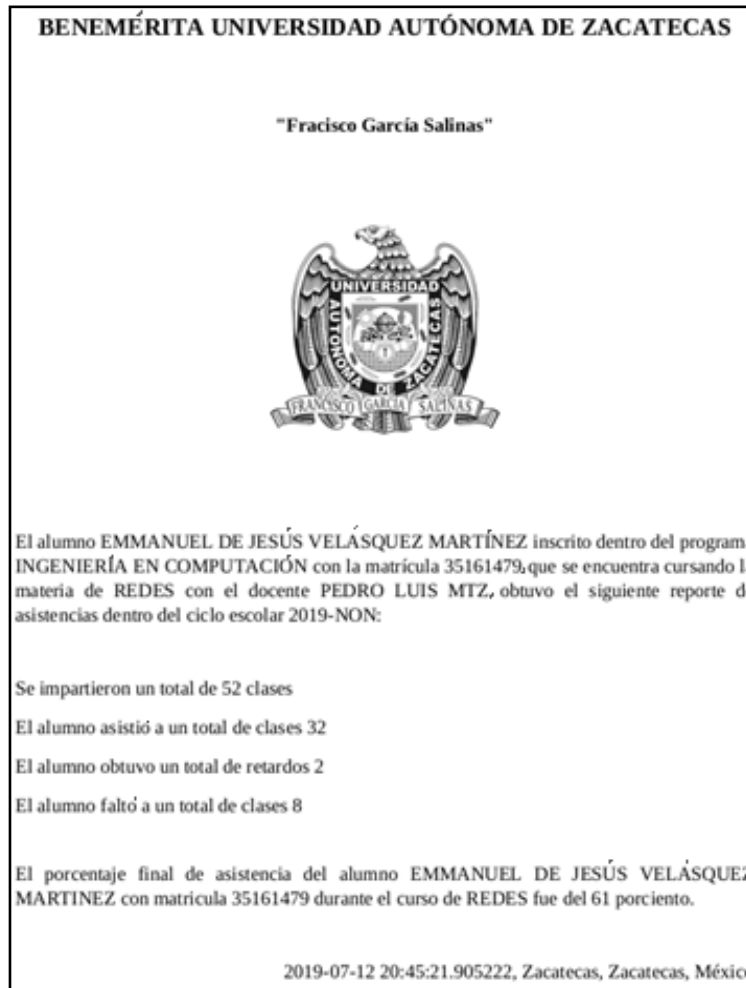 BENEMÉRITA UNIVERSIDAD AUTÓNOMA DE ZACATECAS
"Fracisco García Salinas"
UNIVERSIDAD
AUTÓNOMA DE ZACATECAS
FRANCISCO GARCÍA SALINAS
El alumno EMMANUEL DE JESÚS VELÁSQUEZ MARTÍNEZ inscrito dentro del program
INGENIERÍA EN COMPUTACIÓN con la matrícula 35161479, que se encuentra cursando l
materia de REDES con el docente PEDRO LUIS MTZ, obtuvo el siguiente reporte d
asistencias dentro del ciclo escolar 2019-NON:
Se impartieron un total de 52 clases
El alumno asistió a un total de clases 32
El alumno obtuvo un total de retardos 2
El alumno faltó a un total de clases 8
El porcentaje final de asistencia del alumno EMMANUEL DE JESÚS VELÁSQUEZ
MARTINEZ con matricula 35161479 durante el curso de REDES fue del 61 porciento.
2019-07-12 20:45:21.905222, Zacatecas, Zacatecas, México